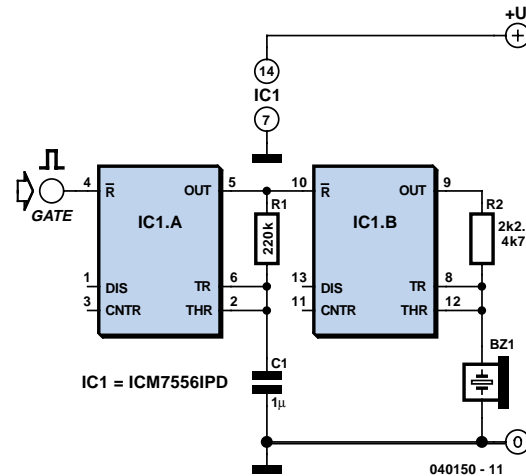 +U
14
IC1
7
GATE
4
R
OUT
5
IC1.A
1
DIS
3
CNTR
TR
6
THR
2
R1
220k
C1
1μ
10
R
OUT
9
IC1.B
13
DIS
11
CNTR
TR
8
THR
12
R2
2k2.
4k7
BZ1
IC1 = ICM7556IPD
0
040150 - 11